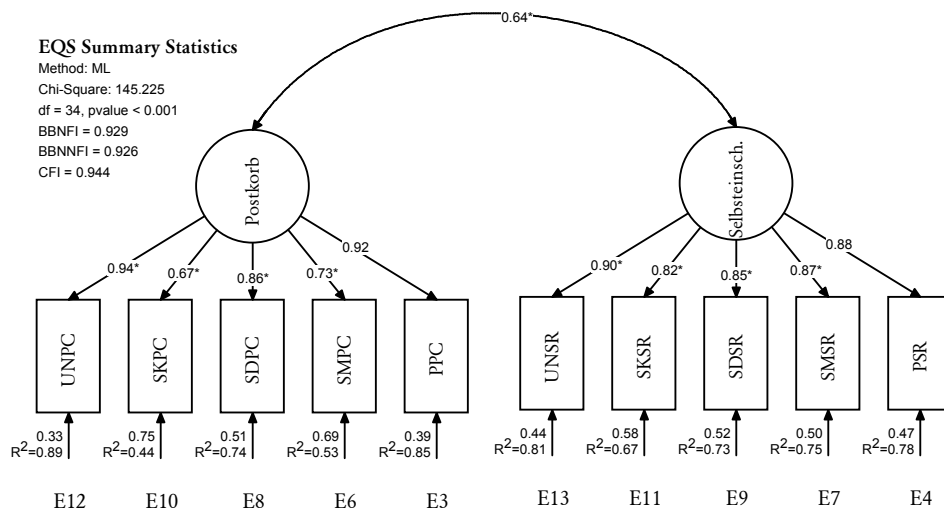 0.64*
EQS Summary Statistics
Method: ML
Chi-Square: 145.225
df = 34, pvalue < 0.001
BBNFI = 0.929
BBNNFI = 0.926
CFI = 0.944
Postkorb
Selbsteinsch.
0.94* 0.67* 0.86* 0.73* 0.92 0.90* 0.82* 0.85* 0.87* 0.88
UNPC SKPC SDPC SMPC PPC UNSR SKSR SDSR SMSR PSR
0.33 0.75 0.51 0.69 0.39 0.44 0.58 0.52 0.50 0.47
R²=0.89 R²=0.44 R²=0.74 R²=0.53 R²=0.85 R²=0.81 R²=0.67 R²=0.73 R²=0.75 R²=0.78
E12 E10 E8 E6 E3 E13 E11 E9 E7 E4